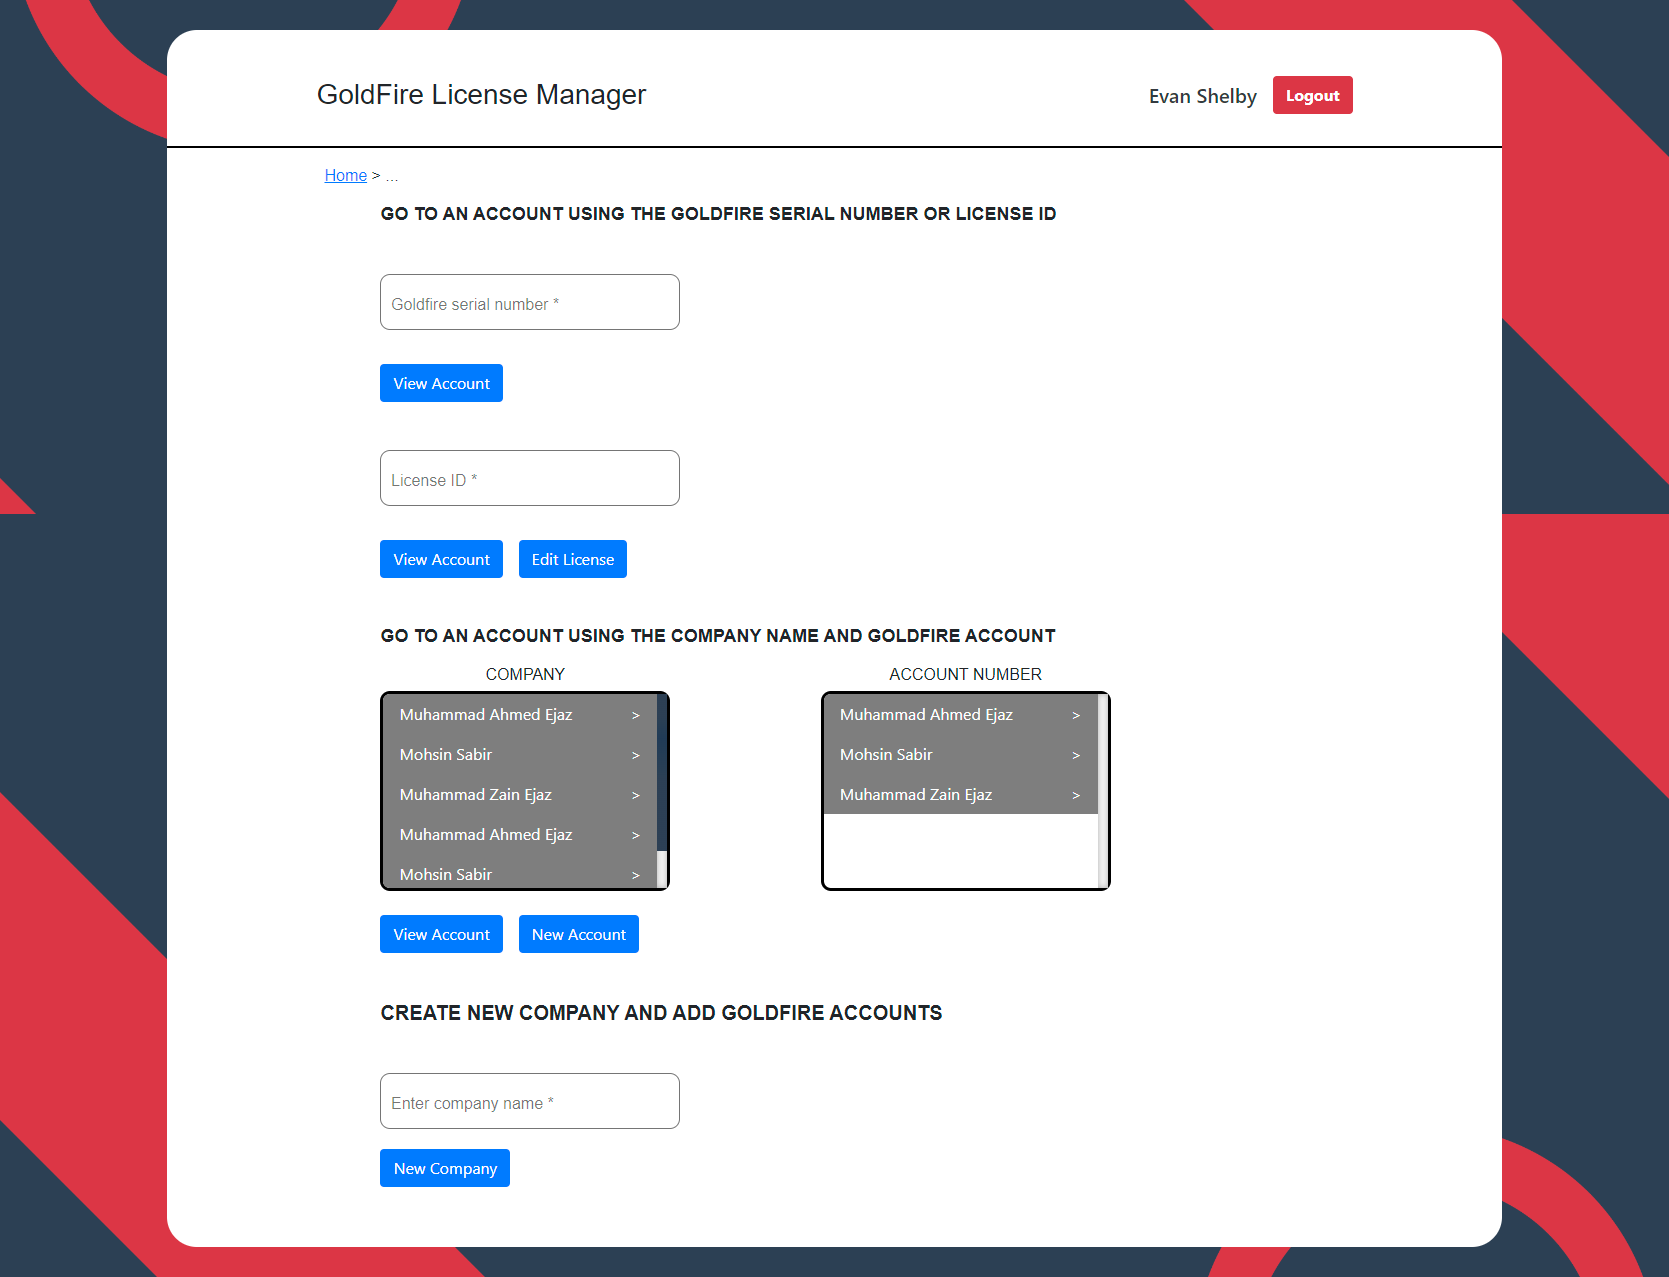 GoldFire License Manager
Evan Shelby
Logout
Home > ...
GO TO AN ACCOUNT USING THE GOLDFIRE SERIAL NUMBER OR LICENSE ID
Goldfire serial number *
View Account
License ID *
View Account
Edit License
GO TO AN ACCOUNT USING THE COMPANY NAME AND GOLDFIRE ACCOUNT
COMPANY
Muhammad Ahmed Ejaz >
Mohsin Sabir >
Muhammad Zain Ejaz >
Muhammad Ahmed Ejaz >
Mohsin Sabir >
ACCOUNT NUMBER
Muhammad Ahmed Ejaz >
Mohsin Sabir >
Muhammad Zain Ejaz >
View Account
New Account
CREATE NEW COMPANY AND ADD GOLDFIRE ACCOUNTS
Enter company name *
New Company